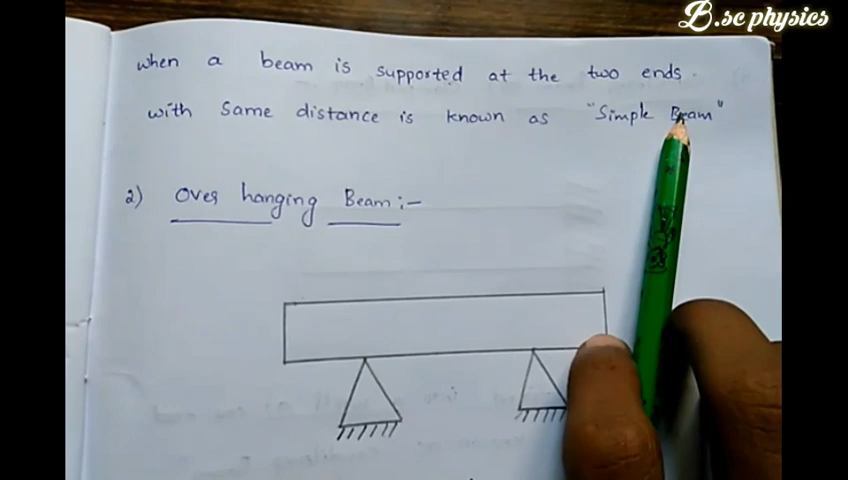 B.sc physics
when a beam is supported at the two ends.
with same distance is known as "Simple Beam"
2) Over hanging Beam:-